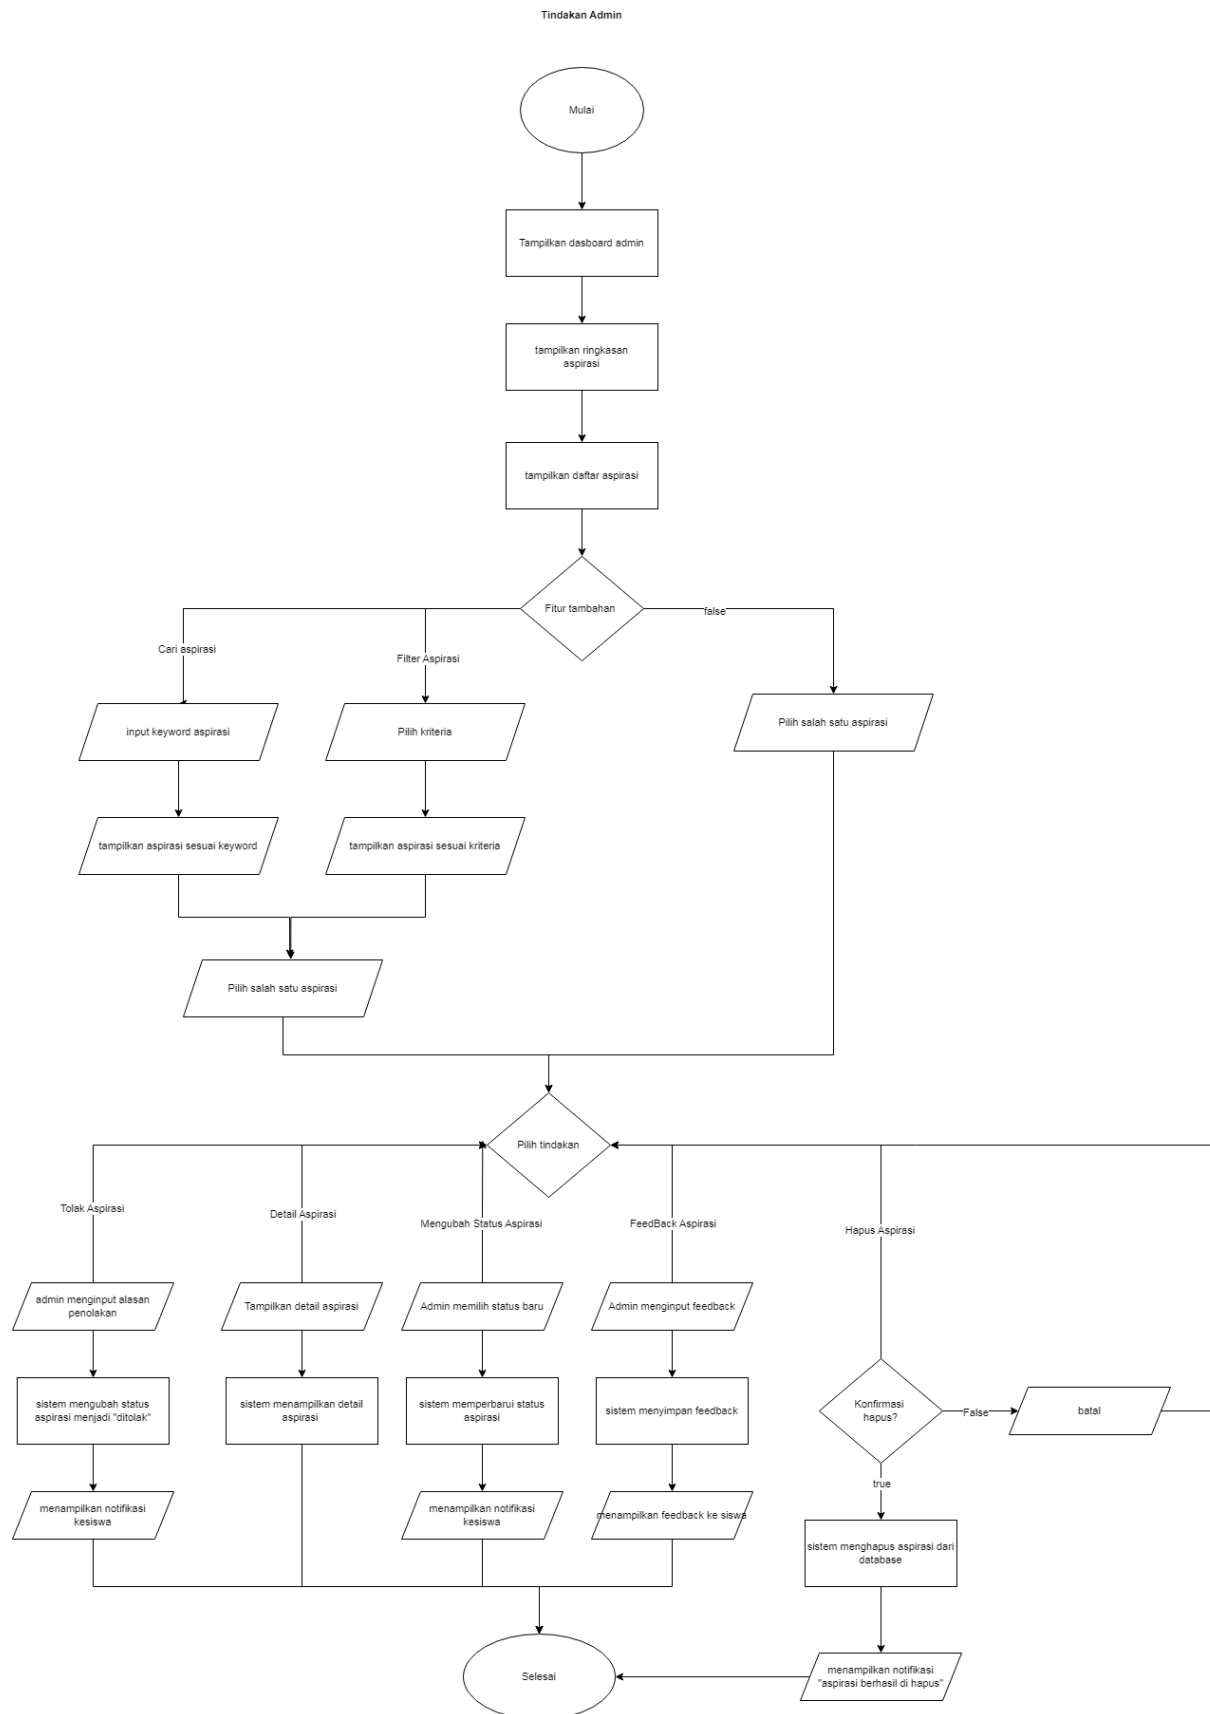 Tindakan Admin
Mulai
Tampilkan dasboard admin
tampilkan ringkasan
aspirasi
tampilkan daftar aspirasi
Fitur tambahan
false
Cari aspirasi
Filter Aspirasi
input keyword aspirasi
Pilih kriteria
Pilih salah satu aspirasi
tampilkan aspirasi sesuai keyword
tampilkan aspirasi sesuai kriteria
Pilih salah satu aspirasi
Pilih tindakan
Tolak Aspirasi
Detail Aspirasi
Mengubah Status Aspirasi
FeedBack Aspirasi
Hapus Aspirasi
admin menginput alasan
penolakan
Tampilkan detail aspirasi
Admin memilih status baru
Admin menginput feedback
sistem mengubah status
aspirasi menjadi "ditolak"
sistem menampilkan detail
aspirasi
sistem memperbarui status
aspirasi
sistem menyimpan feedback
Konfirmasi
hapus?
False
batal
true
menampilkan notifikasi
kesiswa
menampilkan notifikasi
kesiswa
menampilkan feedback ke siswa
sistem menghapus aspirasi dari
database
Selesai
menampilkan notifikasi
"aspirasi berhasil di hapus"